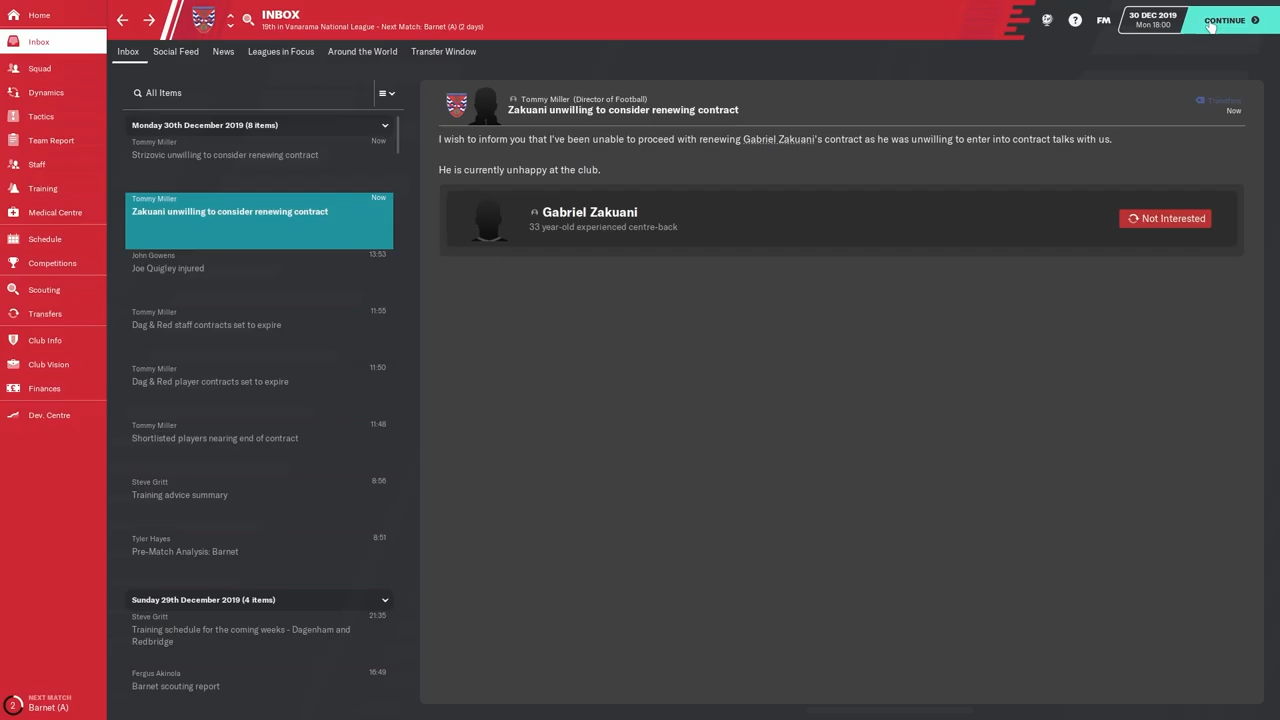 Home
INBOX
19th in Vanarama National League - Next Match: Barnet (A) (2 days)
FM
30 DEC 2019
Mon 18:00
CONTINUE
Inbox
Squad
Dynamics
Tactics
Team Report
Staff
Training
Medical Centre
Schedule
Competitions
Scouting
Transfers
Club Info
Club Vision
Finances
Dev. Centre
NEXT MATCH
2
Barnet (A)
Inbox Social Feed News Leagues in Focus Around the World Transfer Window
All Items
Monday 30th December 2019 (8 items)
Tommy Miller Now
Strizovic unwilling to consider renewing contract
Tommy Miller Now
Zakuani unwilling to consider renewing contract
John Gowens 13:53
Joe Quigley injured
Tommy Miller 11:55
Dag & Red staff contracts set to expire
Tommy Miller 11:50
Dag & Red player contracts set to expire
Tommy Miller 11:48
Shortlisted players nearing end of contract
Steve Gritt 8:56
Training advice summary
Tyler Hayes 8:51
Pre-Match Analysis: Barnet
Sunday 29th December 2019 (4 items)
Steve Gritt 21:35
Training schedule for the coming weeks - Dagenham and
Redbridge
Fergus Akinola 16:49
Barnet scouting report
Tommy Miller (Director of Football)
Zakuani unwilling to consider renewing contract
Transfers
Now
I wish to inform you that I've been unable to proceed with renewing Gabriel Zakuani's contract as he was unwilling to enter into contract talks with us.
He is currently unhappy at the club.
Gabriel Zakuani
33 year-old experienced centre-back
Not Interested